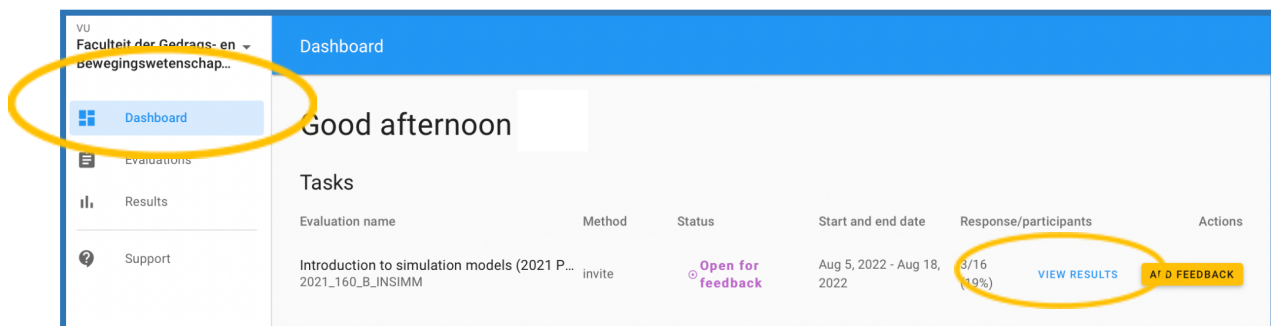 VU
Faculteit der Gedrags- en
Bewegingswetenschap...
Dashboard
Evaluations
Results
Support
Dashboard
Good afternoon
Tasks
Evaluation name Method Status Start and end date Response/participants Actions
Introduction to simulation models (2021 P...
2021_160_B_INSIMM
invite
Open for
feedback
Aug 5, 2022 - Aug 18,
2022
3/16
(19%)
VIEW RESULTS
ADD FEEDBACK